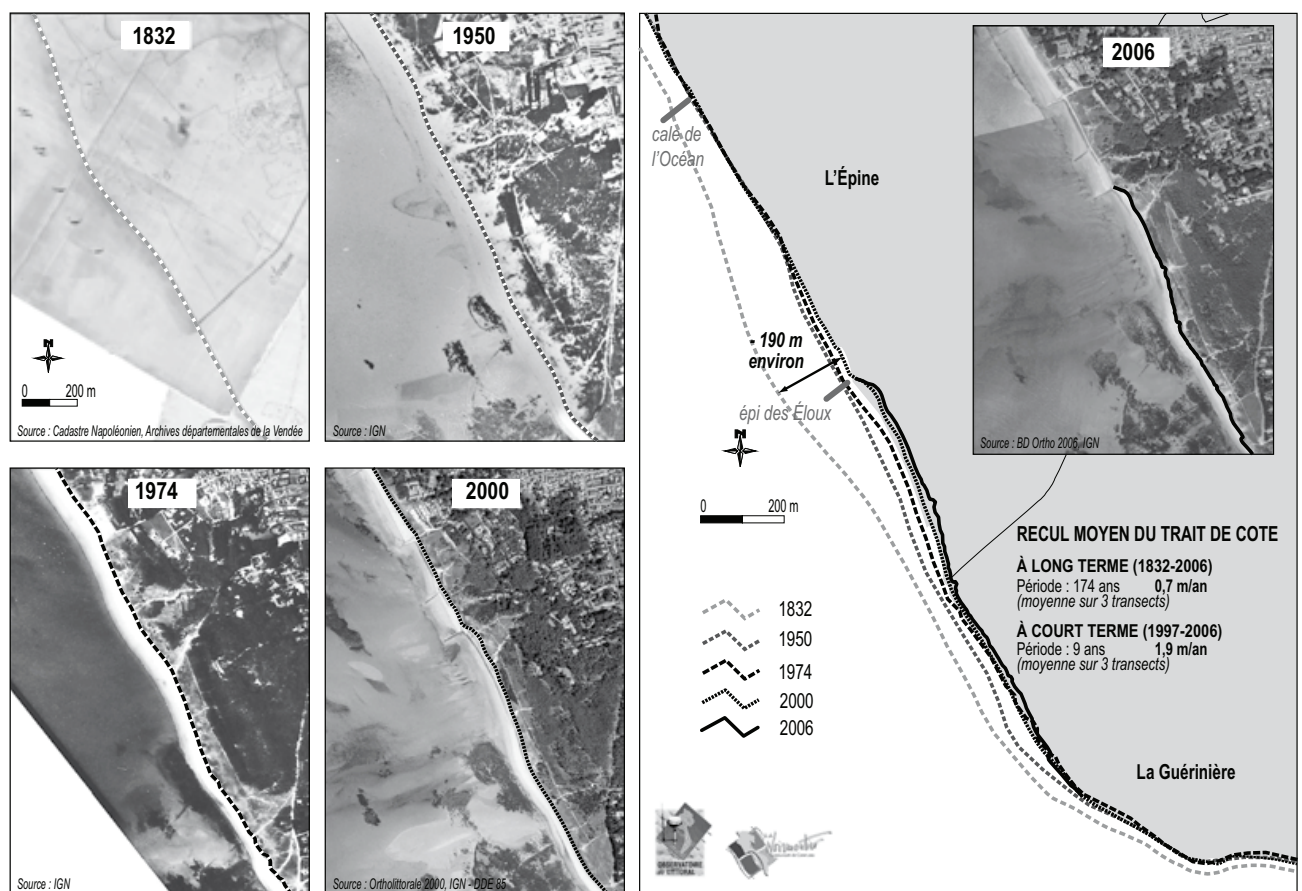 1832
N
0 200 m
Source : Cadastre Napoléonien, Archives départementales de la Vendée
1950
Source : IGN
1974
Source : IGN
2000
Source : Ortholittorale 2000, IGN - DDE 85
cale de
l'Océan
L'Épine
- 190 m
environ
épi des Éloux
N
0 200 m
1832
1950
1974
2000
2006
2006
Source : BD Ortho 2006, IGN
RECUL MOYEN DU TRAIT DE COTE
À LONG TERME (1832-2006)
Période : 174 ans 0,7 m/an
(moyenne sur 3 transects)
À COURT TERME (1997-2006)
Période : 9 ans 1,9 m/an
(moyenne sur 3 transects)
La Guérinière
OBSERVATOIRE